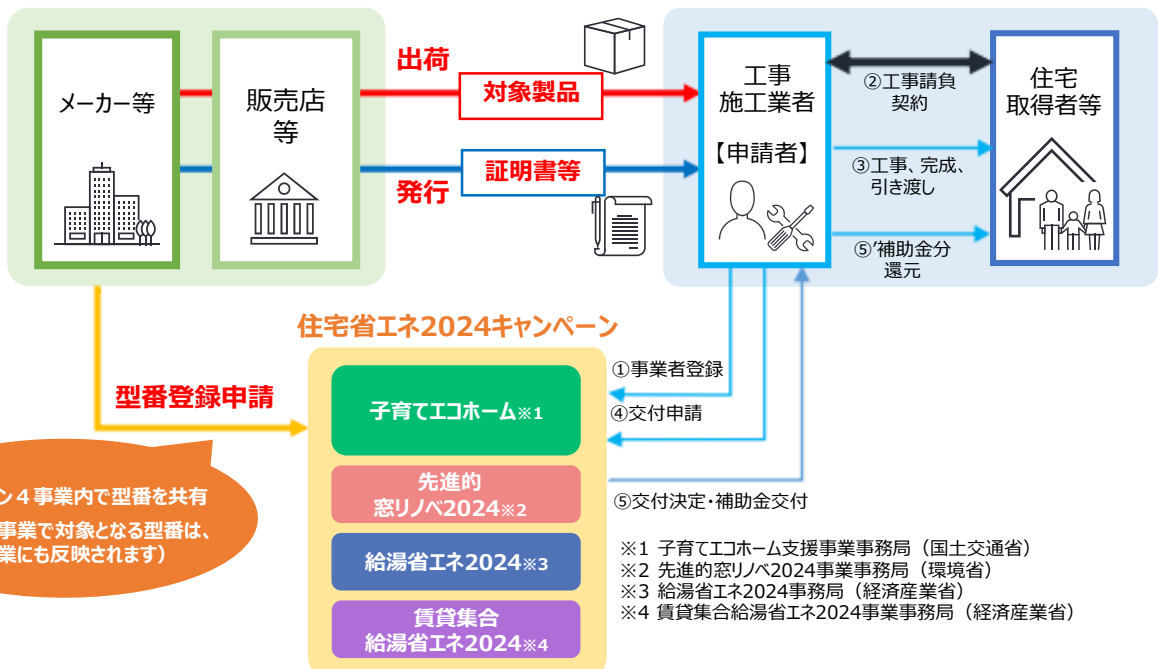 メーカー等
販売店
等
出荷
対象製品
発行
証明書等
工事
施工業者
【申請者】
②工事請負
契約
③工事、完成、
引き渡し
⑤’補助金分
還元
住宅
取得者等
住宅省エネ2024キャンペーン
型番登録申請
子育てエコホーム※1
先進的
窓リノベ2024※2
給湯省エネ2024※3
賃貸集合
給湯省エネ2024※4
①事業者登録
④交付申請
⑤交付決定・補助金交付
ン4事業内で型番を共有
事業で対象となる型番は、
業にも反映されます）
※1 子育てエコホーム支援事業事務局（国土交通省）
※2 先進的窓リノベ2024事業事務局（環境省）
※3 給湯省エネ2024事務局（経済産業省）
※4 賃貸集合給湯省エネ2024事業事務局（経済産業省）